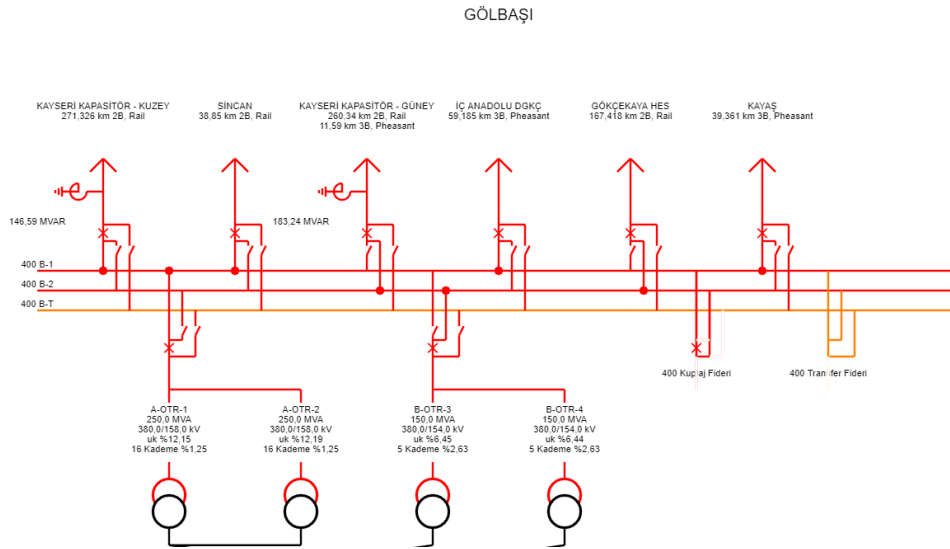 GÖLBAŞI
KAYSERİ KAPASİTÖR - KUZEY
271,326 km 2B, Rail
SİNCAN
38,85 km 2B, Rail
KAYSERİ KAPASİTÖR - GÜNEY
260,34 km 2B, Rail
11,59 km 3B, Pheasant
İÇ ANADOLU DGKÇ
59,185 km 3B, Pheasant
GÖKÇEKAYA HES
167,418 km 2B, Rail
KAYAŞ
39,361 km 3B, Pheasant
146,59 MVAR
183,24 MVAR
400 B-1
400 B-2
400 B-T
400 Kuplaj Fideri
400 Transfer Fideri
A-OTR-1
250,0 MVA
380,0/158,0 kV
uk %12,15
16 Kademe %1,25
A-OTR-2
250,0 MVA
380,0/158,0 kV
uk %12,19
16 Kademe %1,25
B-OTR-3
150,0 MVA
380,0/154,0 kV
uk %6,45
5 Kademe %2,63
B-OTR-4
150,0 MVA
380,0/154,0 kV
uk %6,44
5 Kademe %2,63